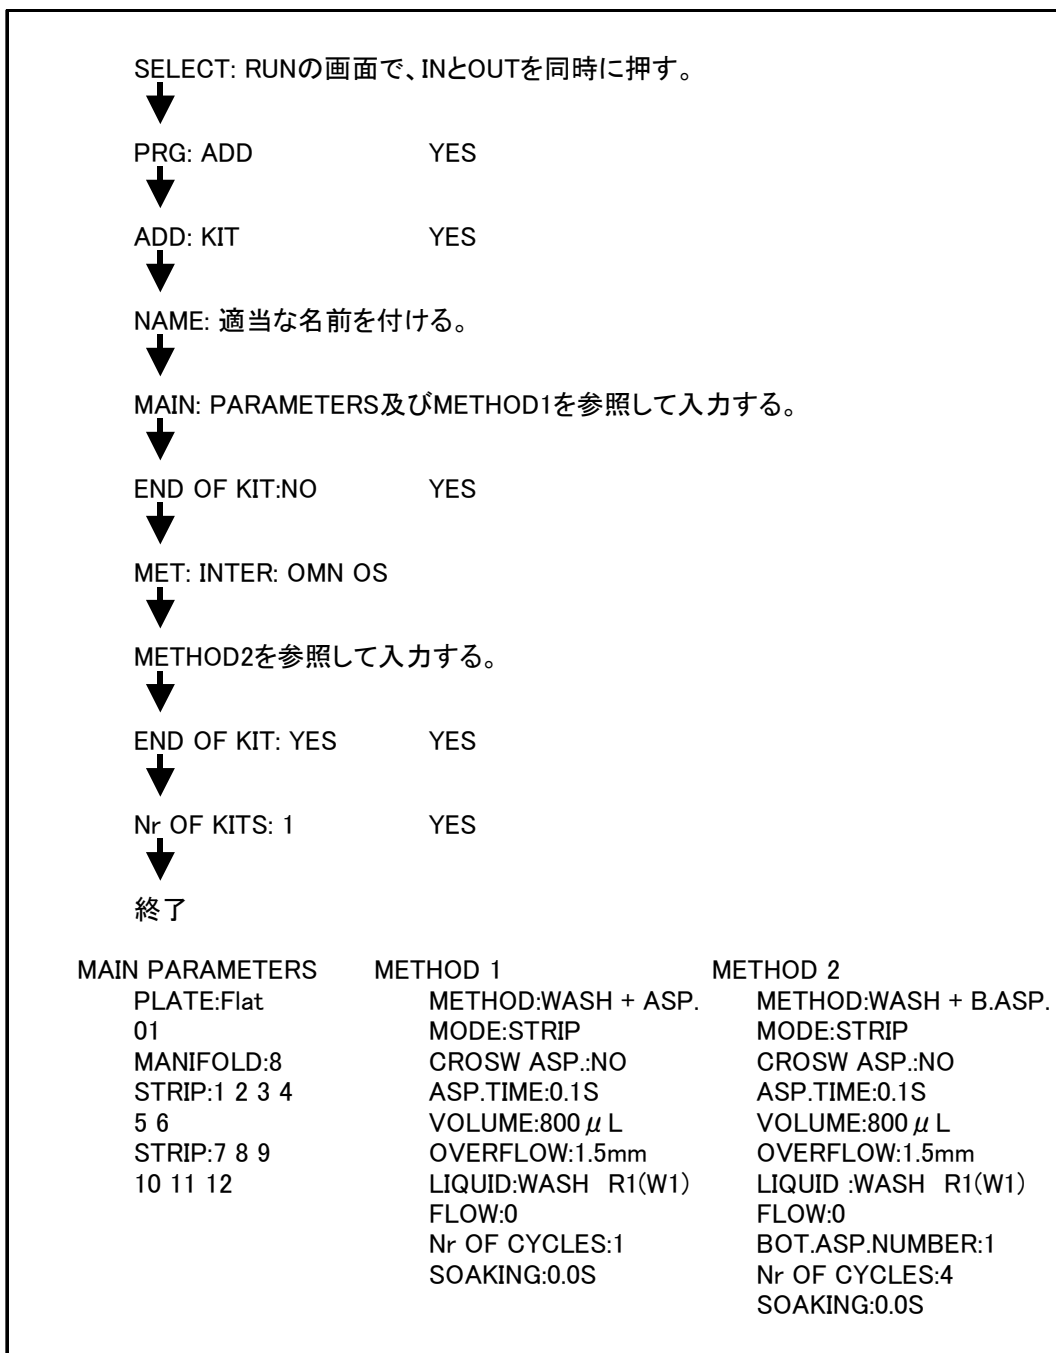 SELECT: RUNの画面で、INとOUTを同時に押す。
PRG: ADD YES
ADD: KIT YES
NAME: 適当な名前を付ける。
MAIN: PARAMETERS及びMETHOD1を参照して入力する。
END OF KIT:NO YES
MET: INTER: OMN OS
METHOD2を参照して入力する。
END OF KIT: YES YES
Nr OF KITS: 1 YES
終了
MAIN PARAMETERS
PLATE:Flat
01
MANIFOLD:8
STRIP:1 2 3 4
5 6
STRIP:7 8 9
10 11 12
METHOD 1
METHOD:WASH + ASP.
MODE:STRIP
CROSW ASP.:NO
ASP.TIME:0.1S
VOLUME:800μL
OVERFLOW:1.5mm
LIQUID:WASH R1(W1)
FLOW:0
Nr OF CYCLES:1
SOAKING:0.0S
METHOD 2
METHOD:WASH + B.ASP.
MODE:STRIP
CROSW ASP.:NO
ASP.TIME:0.1S
VOLUME:800μL
OVERFLOW:1.5mm
LIQUID :WASH R1(W1)
FLOW:0
BOT.ASP.NUMBER:1
Nr OF CYCLES:4
SOAKING:0.0S